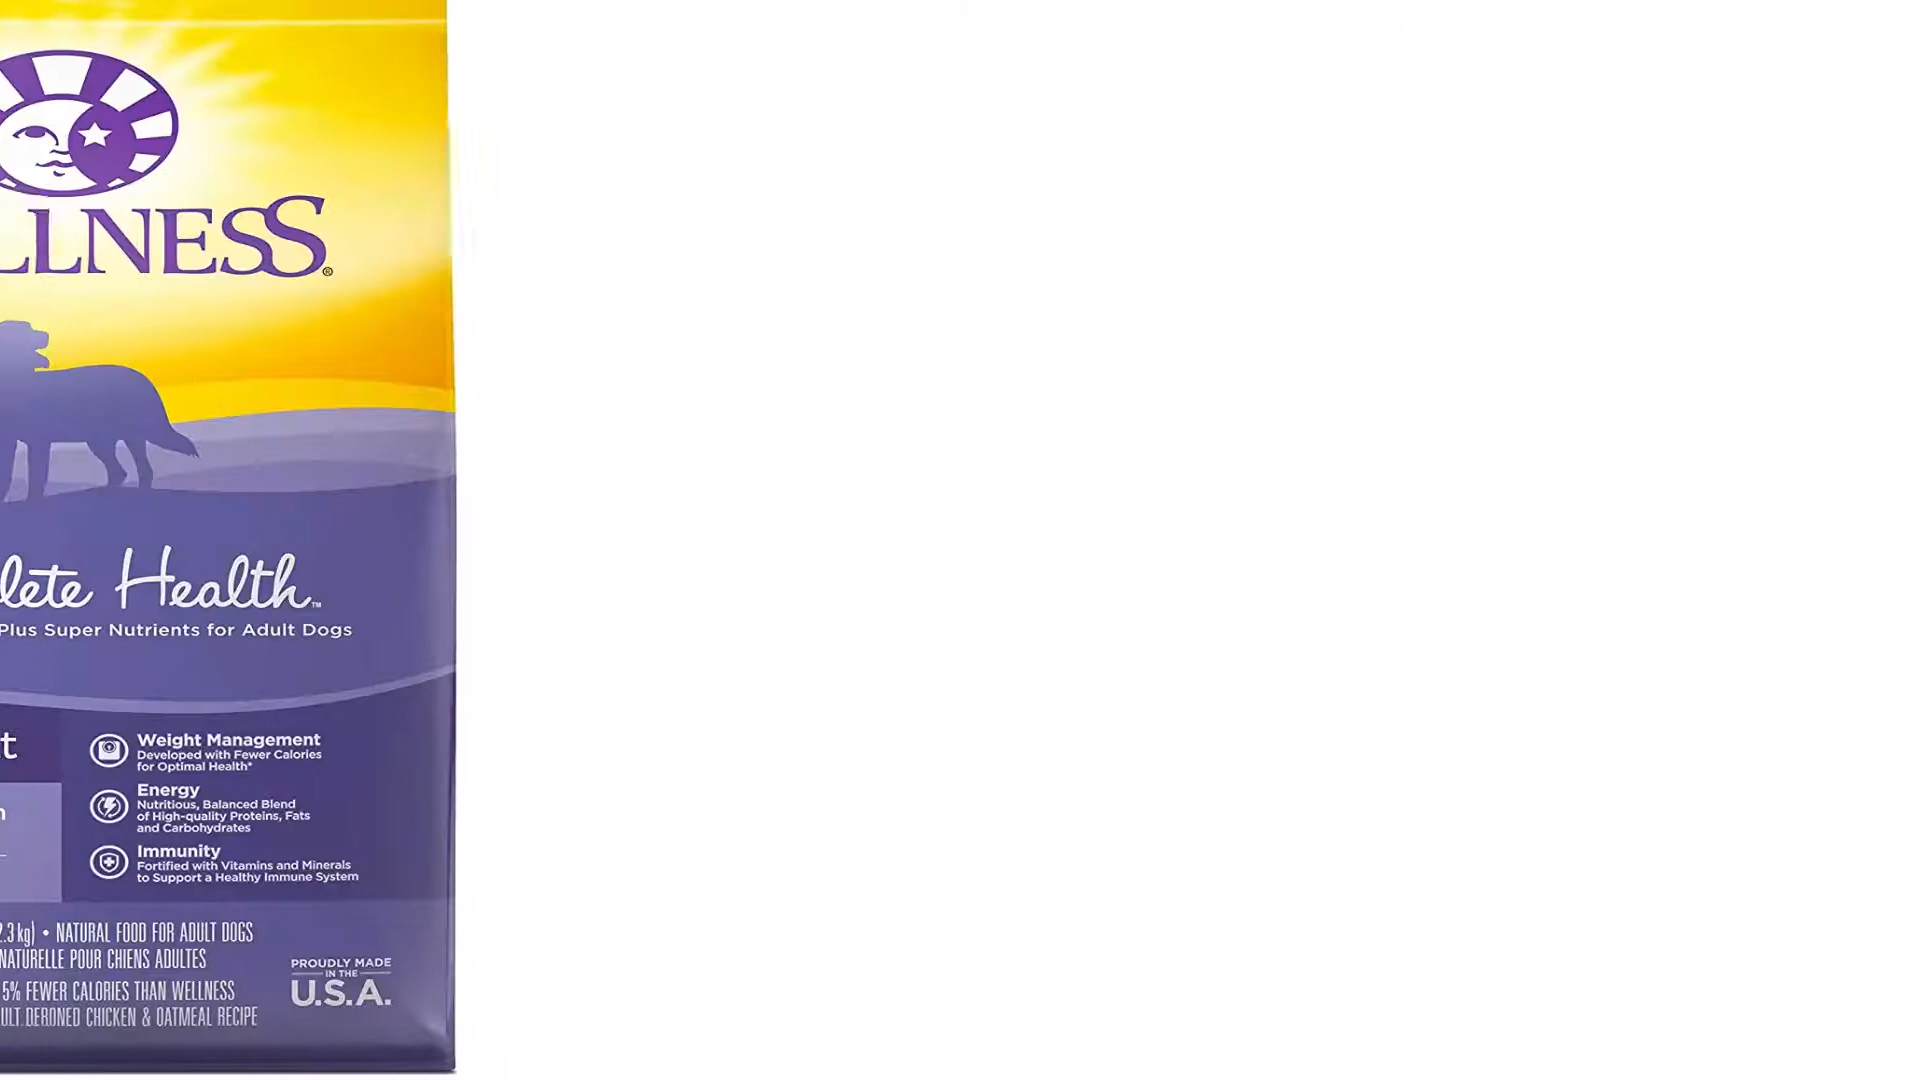 LLNESS®
lete Health™
Plus Super Nutrients for Adult Dogs
t
Weight Management
Developed with Fewer Calories
for Optimal Health*
Energy
Nutritious, Balanced Blend
of High-quality Proteins, Fats
and Carbohydrates
n
Immunity
Fortified with Vitamins and Minerals
to Support a Healthy Immune System
2.3 kg) • NATURAL FOOD FOR ADULT DOGS
NATURELLE POUR CHIENS ADULTES
5% FEWER CALORIES THAN WELLNESS
ULT DEBONED CHICKEN & OATMEAL RECIPE
PROUDLY MADE
IN THE
U.S.A.